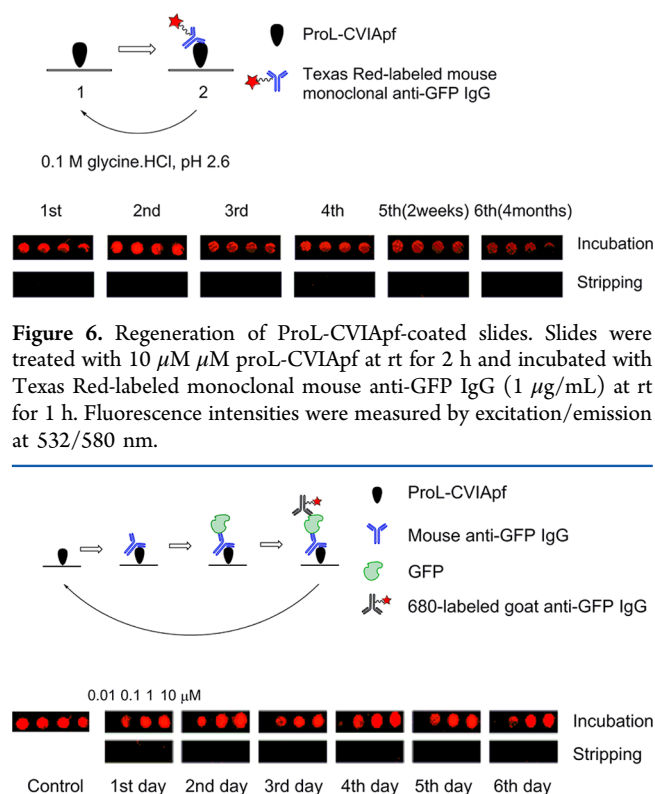 ProL-CVIApf
Texas Red-labeled mouse
monoclonal anti-GFP IgG
1 2
0.1 M glycine.HCl, pH 2.6
1st 2nd 3rd 4th 5th(2weeks) 6th(4months)
Incubation
Stripping
Figure 6. Regeneration of ProL-CVIApf-coated slides. Slides were
treated with 10 μM μM proL-CVIApf at rt for 2 h and incubated with
Texas Red-labeled monoclonal mouse anti-GFP IgG (1 μg/mL) at rt
for 1 h. Fluorescence intensities were measured by excitation/emission
at 532/580 nm.
ProL-CVIApf
Mouse anti-GFP IgG
GFP
680-labeled goat anti-GFP IgG
0.01 0.1 1 10 μM
Incubation
Stripping
Control 1st day 2nd day 3rd day 4th day 5th day 6th day